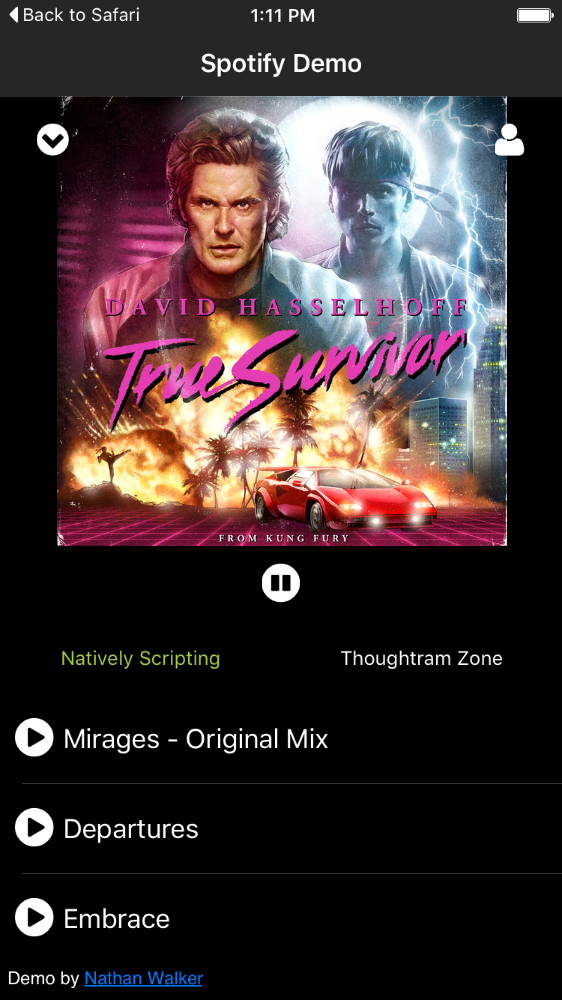 Back to Safari
1:11 PM
Spotify Demo
DAVID HASSELHOFF
True Survivor
FROM KUNG FURY
Natively Scripting
Thoughtram Zone
Mirages - Original Mix
Departures
Embrace
Demo by Nathan Walker